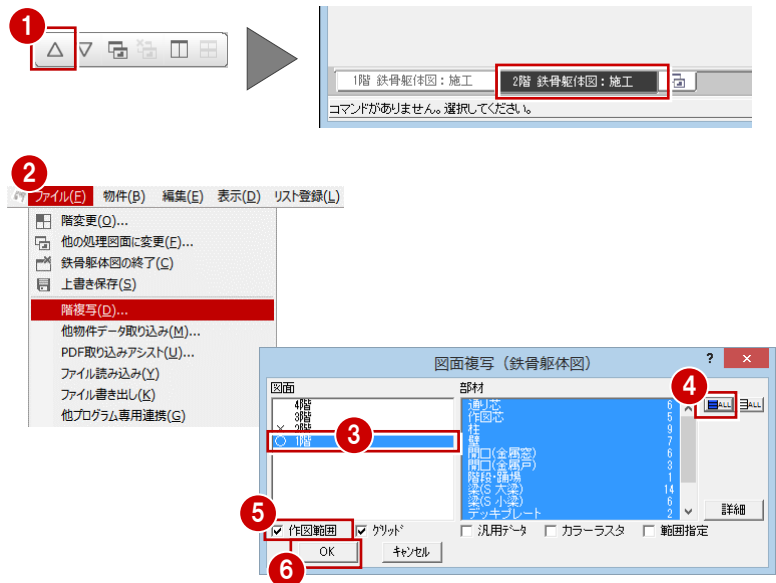 1
1階 鉄骨躯体図：施工
2階 鉄骨躯体図：施工
コマンドがありません。選択してください。
2
ファイル(F) 物件(B) 編集(E) 表示(D) リスト登録(L)
階変更(O)...
他の処理図面に変更(F)...
鉄骨躯体図の終了(C)
上書き保存(S)
階複写(D)...
他物件データ取り込み(M)...
PDF取り込みアシスト(U)...
ファイル読み込み(Y)
ファイル書き出し(K)
他プログラム専用連携(G)
図面複写（鉄骨躯体図） ? ×
図面
4階
3階
× 2階
○ 1階
3
部材
通り芯 6
作図芯 5
柱 9
壁 7
開口(金属窓) 6
開口(金属戸) 3
階段・踊場 1
梁(S 大梁) 14
梁(S 小梁) 6
デッキプレート 2
4
ALL ALL
詳細
5
作図範囲 グリッド 汎用データ カラーラスタ 範囲指定
OK キャンセル
6